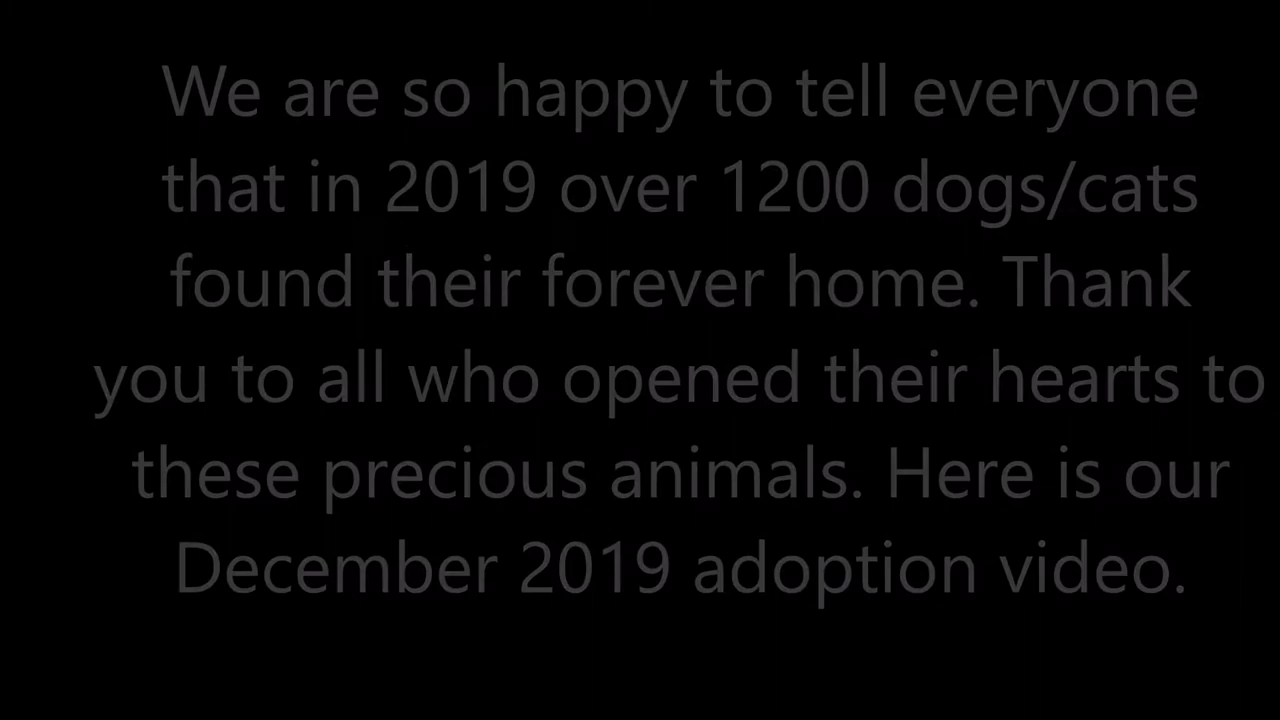 We are so happy to tell everyone
that in 2019 over 1200 dogs/cats
found their forever home. Thank
you to all who opened their hearts to
these precious animals. Here is our
December 2019 adoption video.